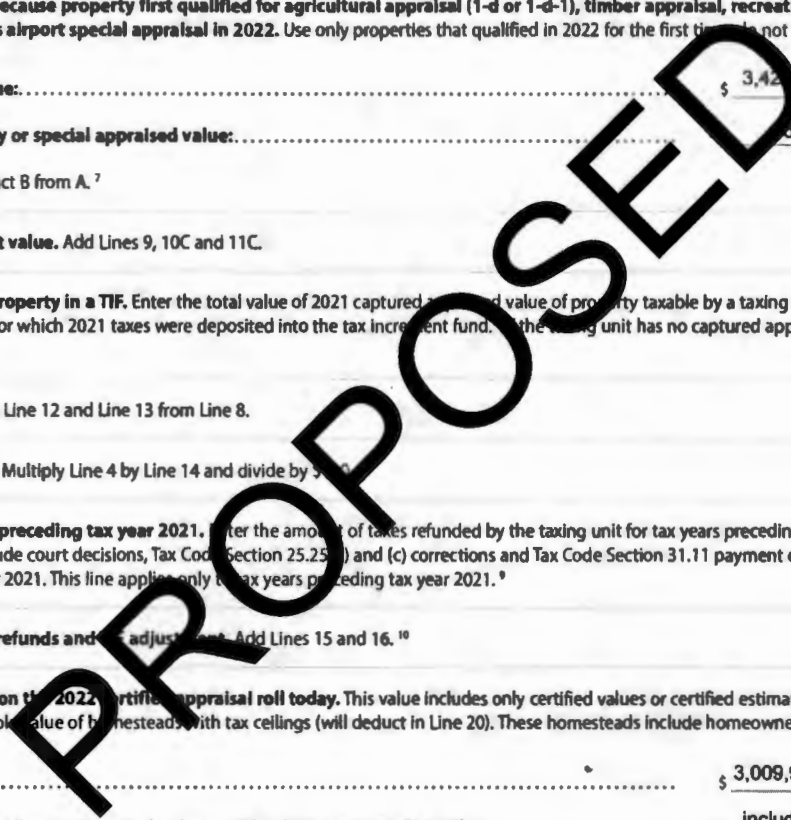 ecause property first qualified for agricultural appraisal (1-d or 1-d-1), timber appraisal, recreat
s airport special appraisal in 2022. Use only properties that qualified in 2022 for the first not
e:
$ 3,42
y or special appraised value:
ct B from A. 7
t value. Add Lines 9, 10C and 11C.
roperty in a TIF. Enter the total value of 2021 captured value of property taxable by a taxing
or which 2021 taxes were deposited into the tax increment fund. the unit has no captured app
Line 12 and Line 13 from Line 8.
Multiply Line 4 by Line 14 and divide by
preceding tax year 2021. Enter the amount of taxes refunded by the taxing unit for tax years precedin
de court decisions, Tax Code Section 25.25 and (c) corrections and Tax Code Section 31.11 payment e
2021. This line applies only to tax years preceding tax year 2021. 9
refunds and adjustment. Add Lines 15 and 16. 10
on the 2022 certified appraisal roll today. This value includes only certified values or certified estima
value of homesteads with tax ceilings (will deduct in Line 20). These homesteads include homeowne
$ 3,009,9
includ
PROPOSED